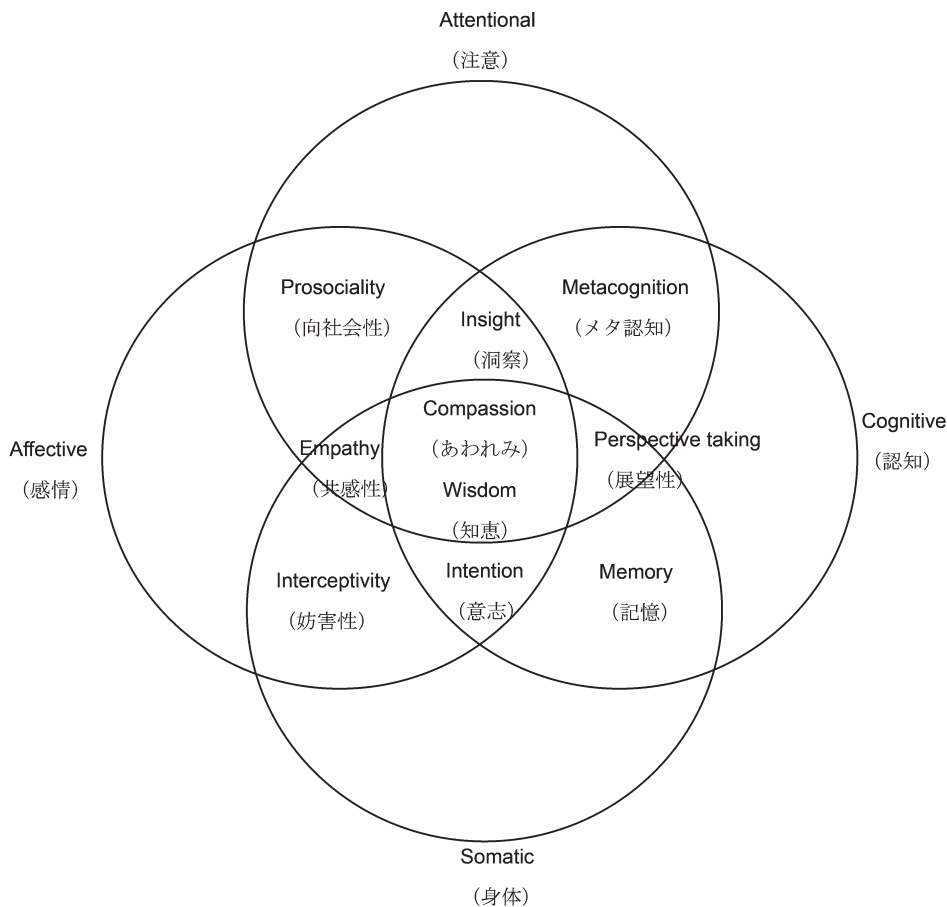 Attentional
（注意）
Prosociality
（向社会性）
Metacognition
（メタ認知）
Insight
（洞察）
Compassion
（あわれみ）
Affective
（感情）
Empathy
（共感性）
Perspective taking
（展望性）
Cognitive
（認知）
Wisdom
（知恵）
Interceptivity
（妨害性）
Intention
（意志）
Memory
（記憶）
Somatic
（身体）